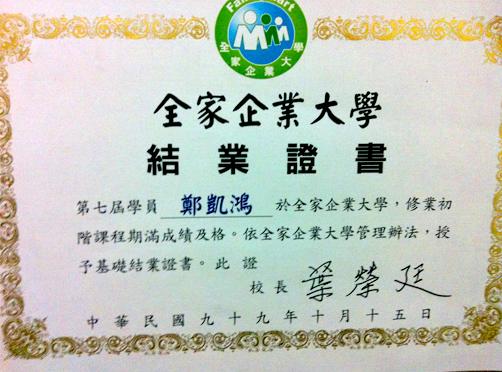 FamilyMart
全家企業大學
全家企業大學
結業證書
第七屆學員 鄭凱鴻 於全家企業大學，修業初
階課程期滿成績及格。依全家企業大學管理辦法，授
予基礎結業證書。此 證
校長 葉榮廷
中華民國九十九年十月十五日